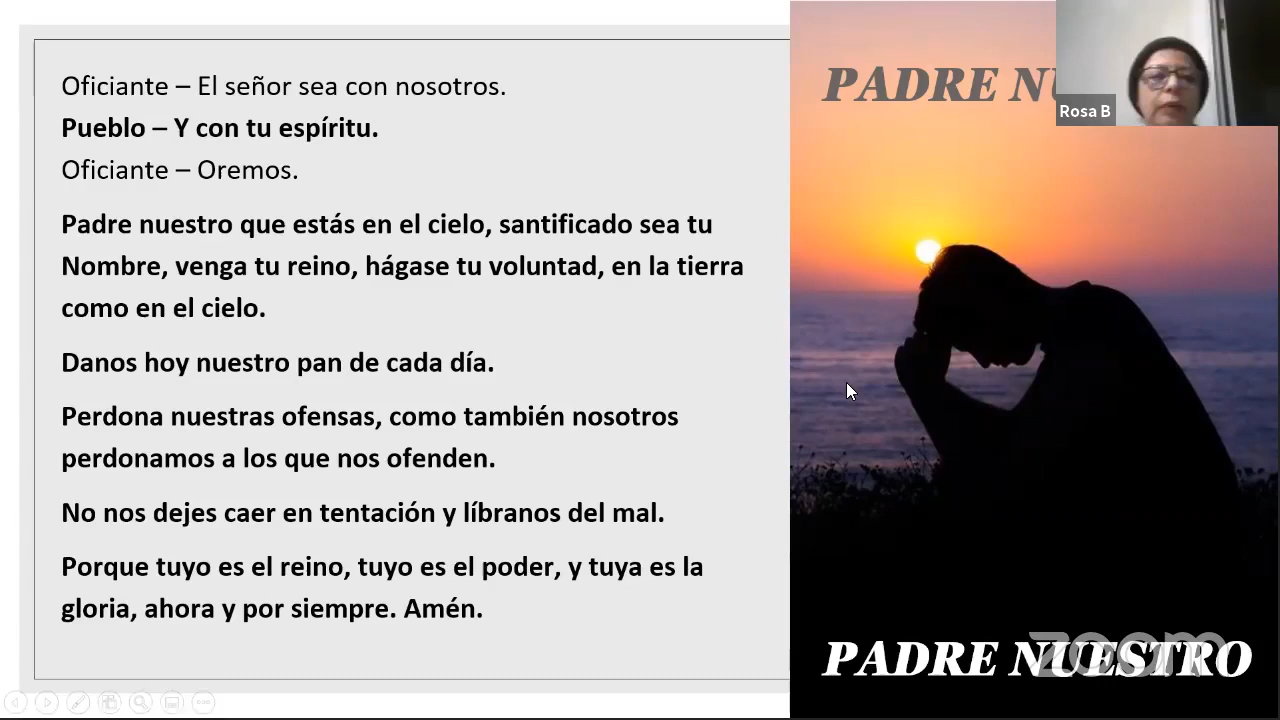 Oficiante – El señor sea con nosotros.
Pueblo – Y con tu espíritu.
Oficiante – Oremos.
Padre nuestro que estás en el cielo, santificado sea tu
Nombre, venga tu reino, hágase tu voluntad, en la tierra
como en el cielo.
Danos hoy nuestro pan de cada día.
Perdona nuestras ofensas, como también nosotros
perdonamos a los que nos ofenden.
No nos dejes caer en tentación y líbranos del mal.
Porque tuyo es el reino, tuyo es el poder, y tuya es la
gloria, ahora y por siempre. Amén.
PADRE
Rosa B
PADRE NUESTRO
zoom